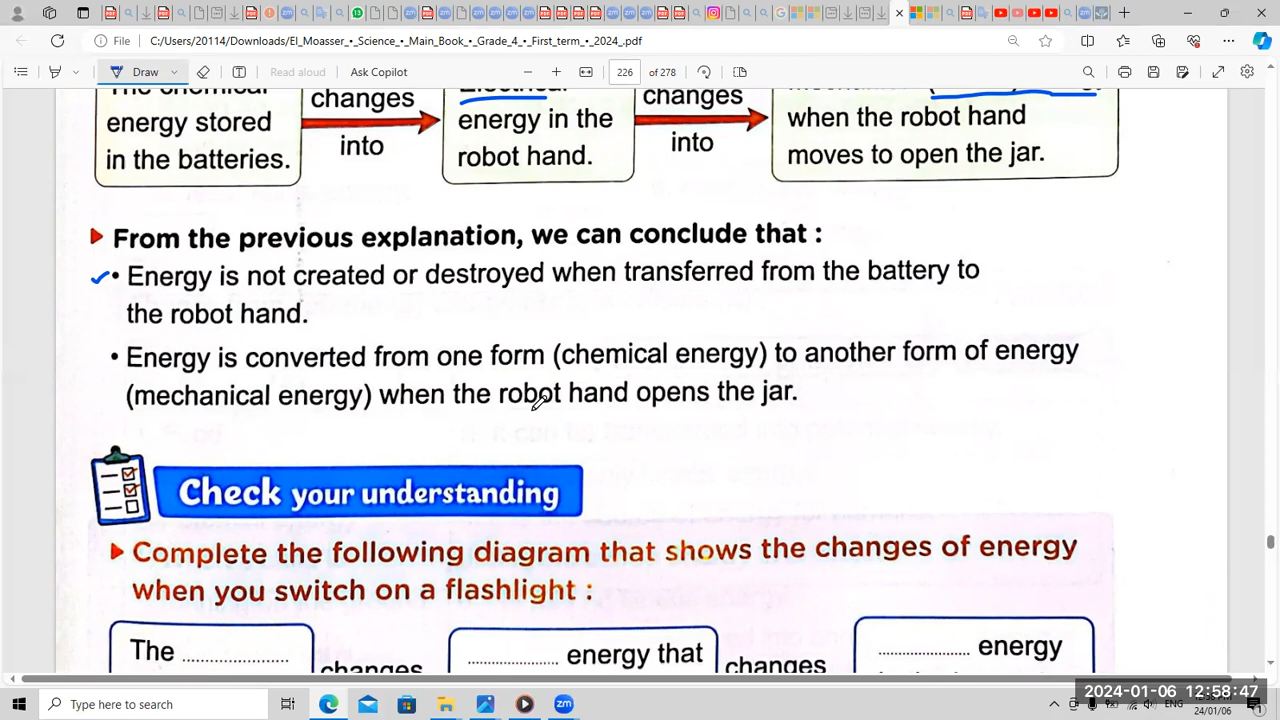 File
C:/Users/20114/Downloads/El_Moasser_•_Science_•_Main_Book_•_Grade_4_•_First_term_•_2024_.pdf
Draw
Read aloud
Ask Copilot
226 of 278
energy stored
in the batteries.
changes
into
Electrical
energy in the
robot hand.
changes
into
when the robot hand
moves to open the jar.
From the previous explanation, we can conclude that :
• Energy is not created or destroyed when transferred from the battery to
the robot hand.
• Energy is converted from one form (chemical energy) to another form of energy
(mechanical energy) when the robot hand opens the jar.
Check your understanding
Complete the following diagram that shows the changes of energy
when you switch on a flashlight :
The ....................
changes
................. energy that
changes
................. energy
Type here to search
ENG
24/01/06
2024-01-06 12:58:47